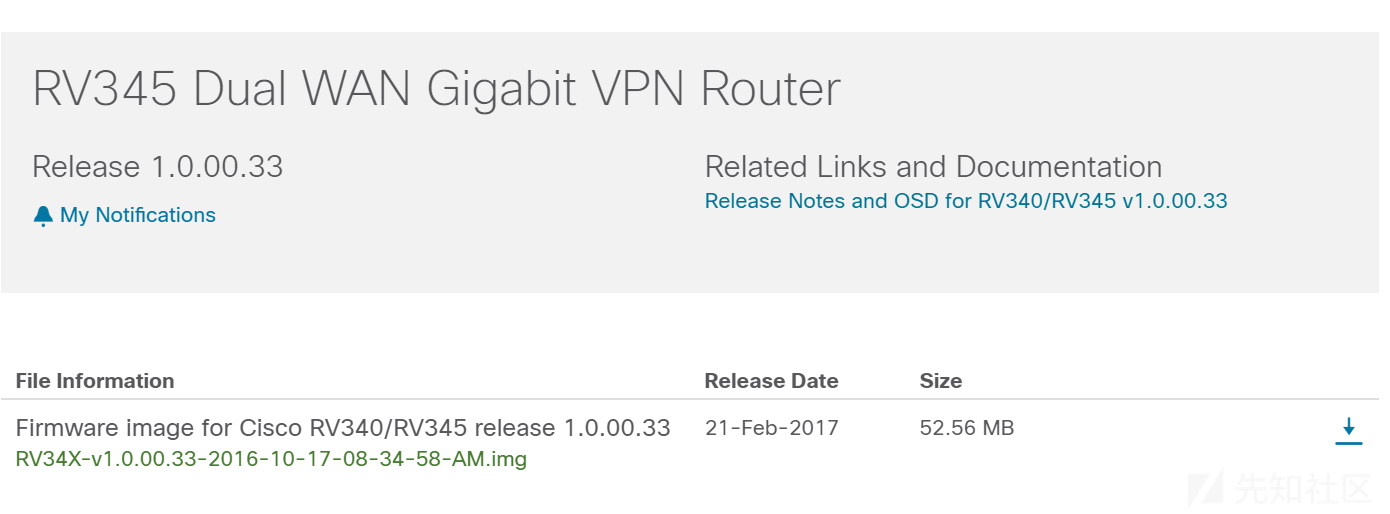 RV345 Dual WAN Gigabit VPN Router
Release 1.0.00.33
My Notifications
Related Links and Documentation
Release Notes and OSD for RV340/RV345 v1.0.00.33
File Information Release Date Size
Firmware image for Cisco RV340/RV345 release 1.0.00.33 21-Feb-2017 52.56 MB
RV34X-v1.0.00.33-2016-10-17-08-34-58-AM.img
先知社区